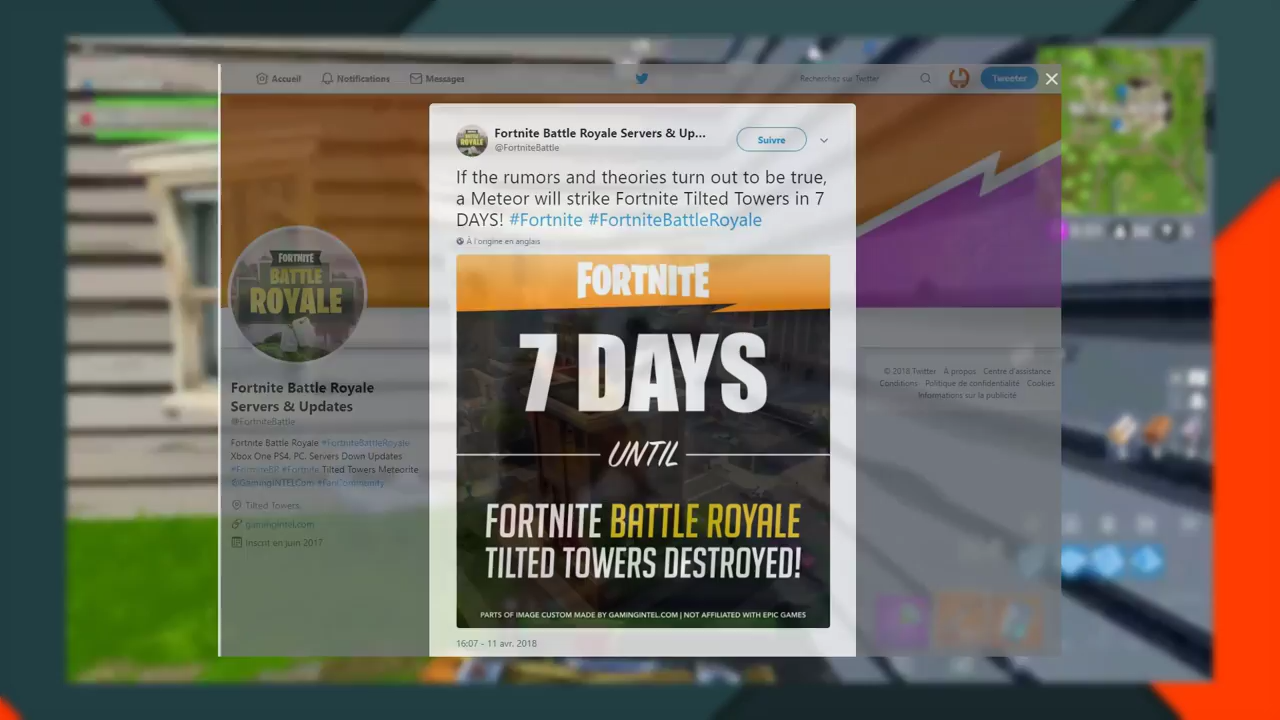 Accueil
Notifications
Messages
Recherchez sur Twitter
Tweeter
Fortnite Battle Royale Servers & Up...
@FortniteBattle
Suivre
If the rumors and theories turn out to be true,
a Meteor will strike Fortnite Tilted Towers in 7
DAYS! #Fortnite #FortniteBattleRoyale
À l'origine en anglais
FORTNITE
7 DAYS
UNTIL
FORTNITE BATTLE ROYALE
TILTED TOWERS DESTROYED!
PARTS OF IMAGE CUSTOM MADE BY GAMINGINTEL.COM | NOT AFFILIATED WITH EPIC GAMES
16:07 - 11 avr. 2018
FORTNITE
BATTLE
ROYALE
Fortnite Battle Royale
Servers & Updates
@FortniteBattle
Fortnite Battle Royale #FortniteBattleRoyale
Xbox One PS4, PC. Servers Down Updates
#FortniteBR #Fortnite Tilted Towers Meteorite
@GamingINTELCom #FanCommunity
Tilted Towers,
gamingintel.com
Inscrit en juin 2017
© 2018 Twitter À propos Centre d'assistance
Conditions Politique de confidentialité Cookies
Informations sur la publicité